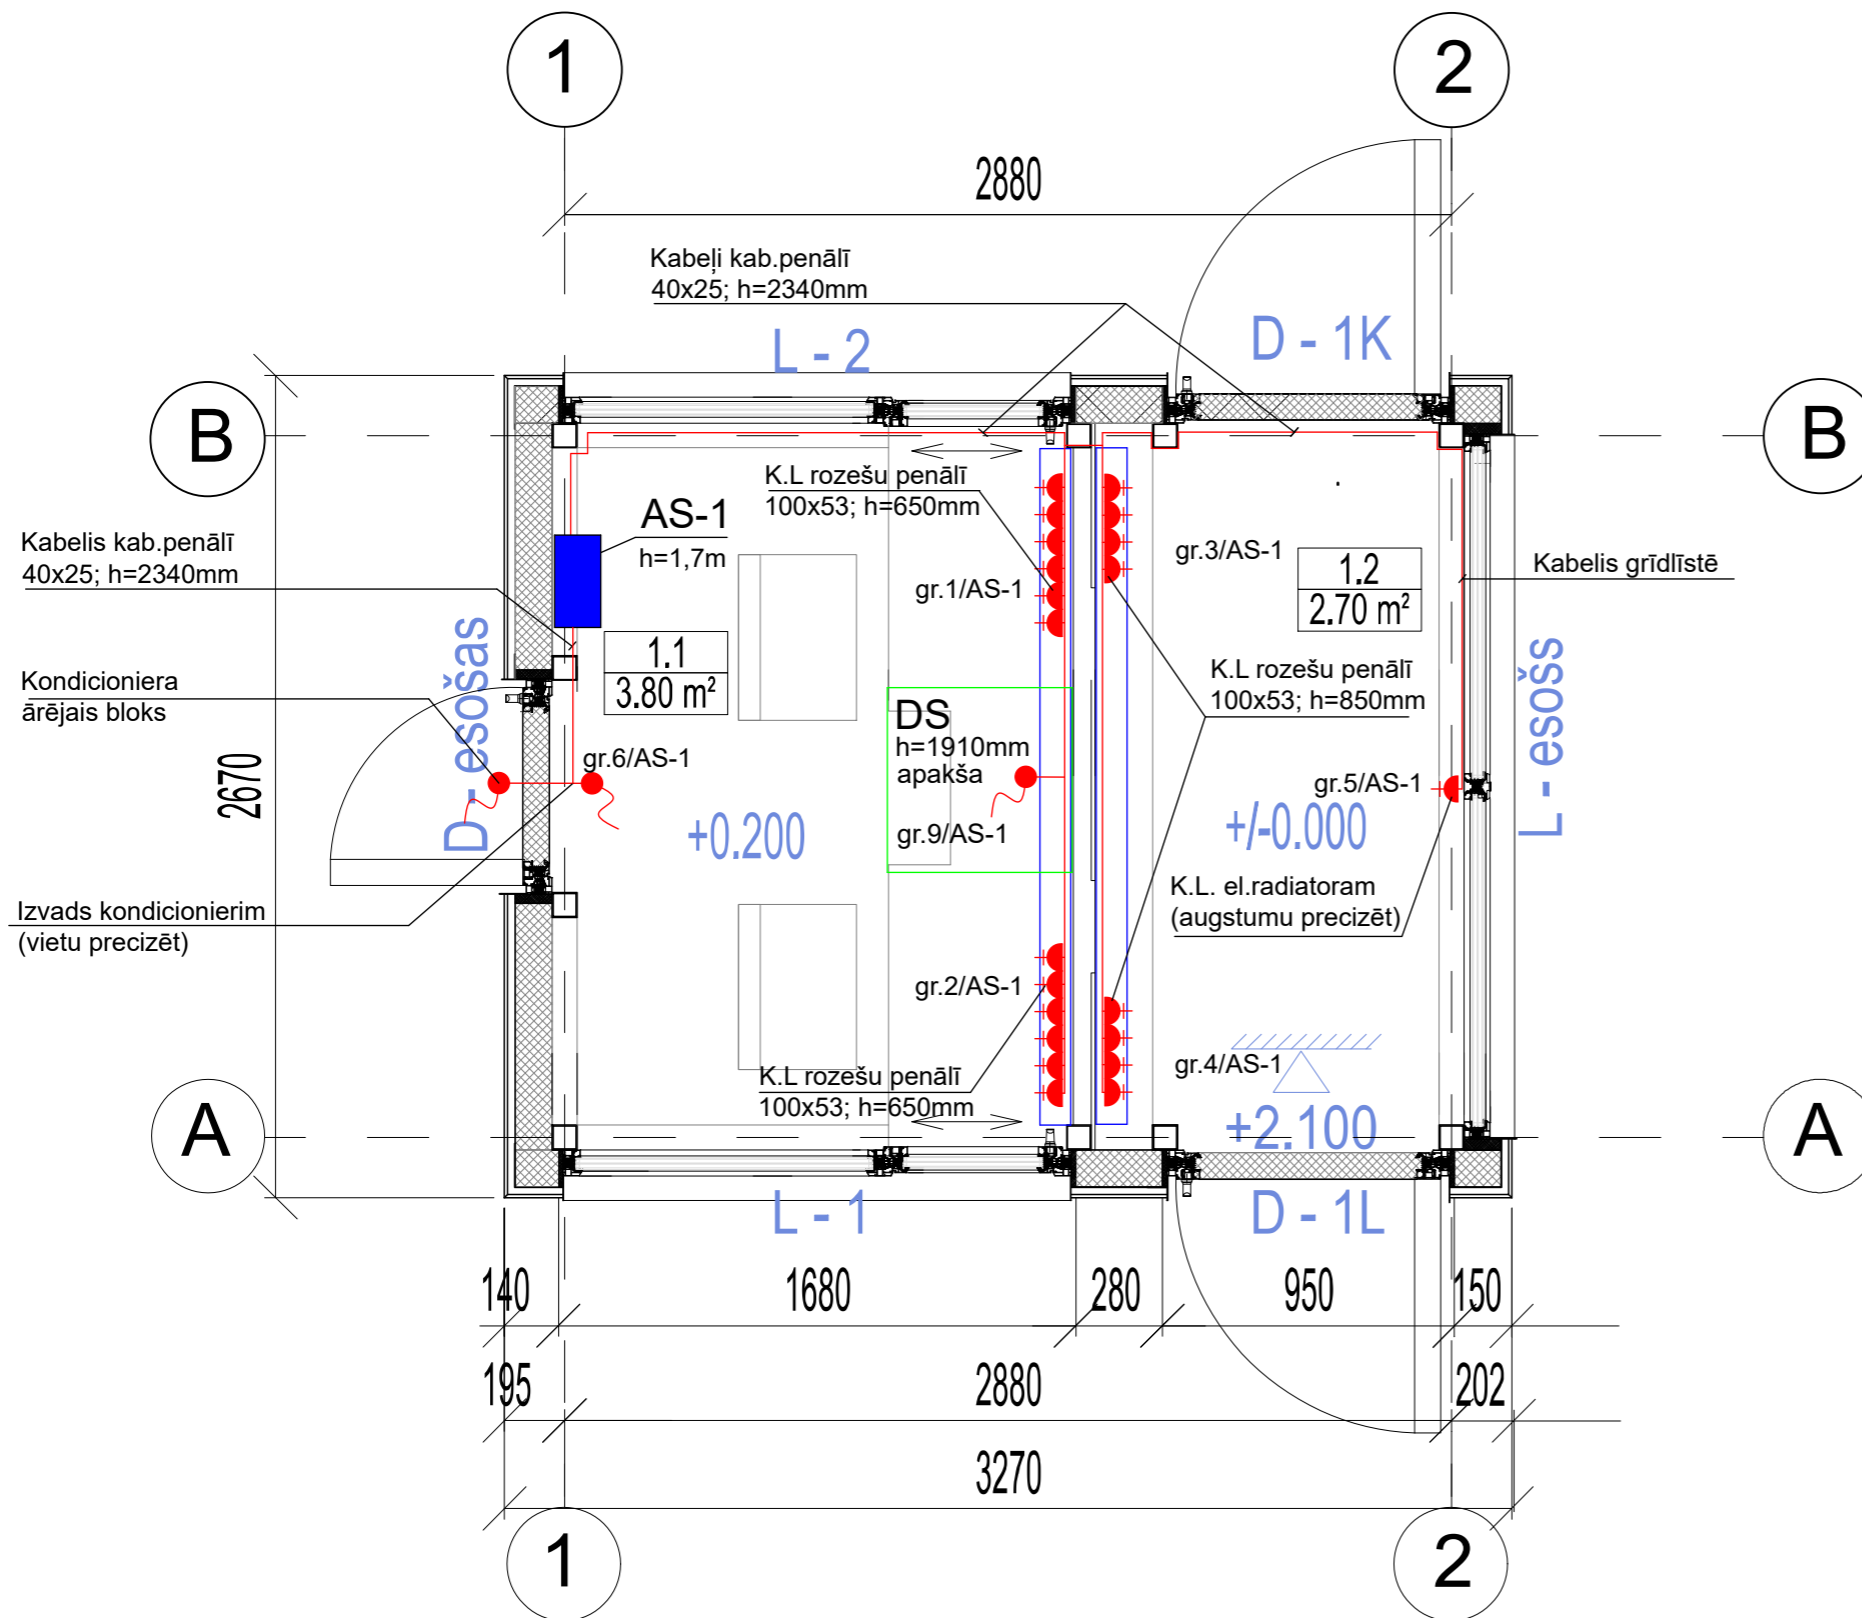 1
2
2880
Kabeļi kab.penālī
40x25; h=2340mm
L - 2
D - 1K
B
B
K.L rozešu penālī
100x53; h=650mm
AS-1
h=1,7m
Kabelis kab.penālī
40x25; h=2340mm
gr.1/AS-1
gr.3/AS-1
1.2
2.70 m²
Kabelis grīdlīstē
1.1
3.80 m²
D - esošas
Kondicioniera
ārējais bloks
K.L rozešu penālī
100x53; h=850mm
L - esošs
DS
h=1910mm
apakša
gr.6/AS-1
gr.9/AS-1
gr.5/AS-1
2670
+0.200
+/-0.000
K.L. el.radiatoram
(augstumu precizēt)
Izvads kondicionierim
(vietu precizēt)
gr.2/AS-1
gr.4/AS-1
K.L rozešu penālī
100x53; h=650mm
+2.100
A
A
L - 1
D - 1L
140
1680
280
950
150
195
2880
202
3270
1
2